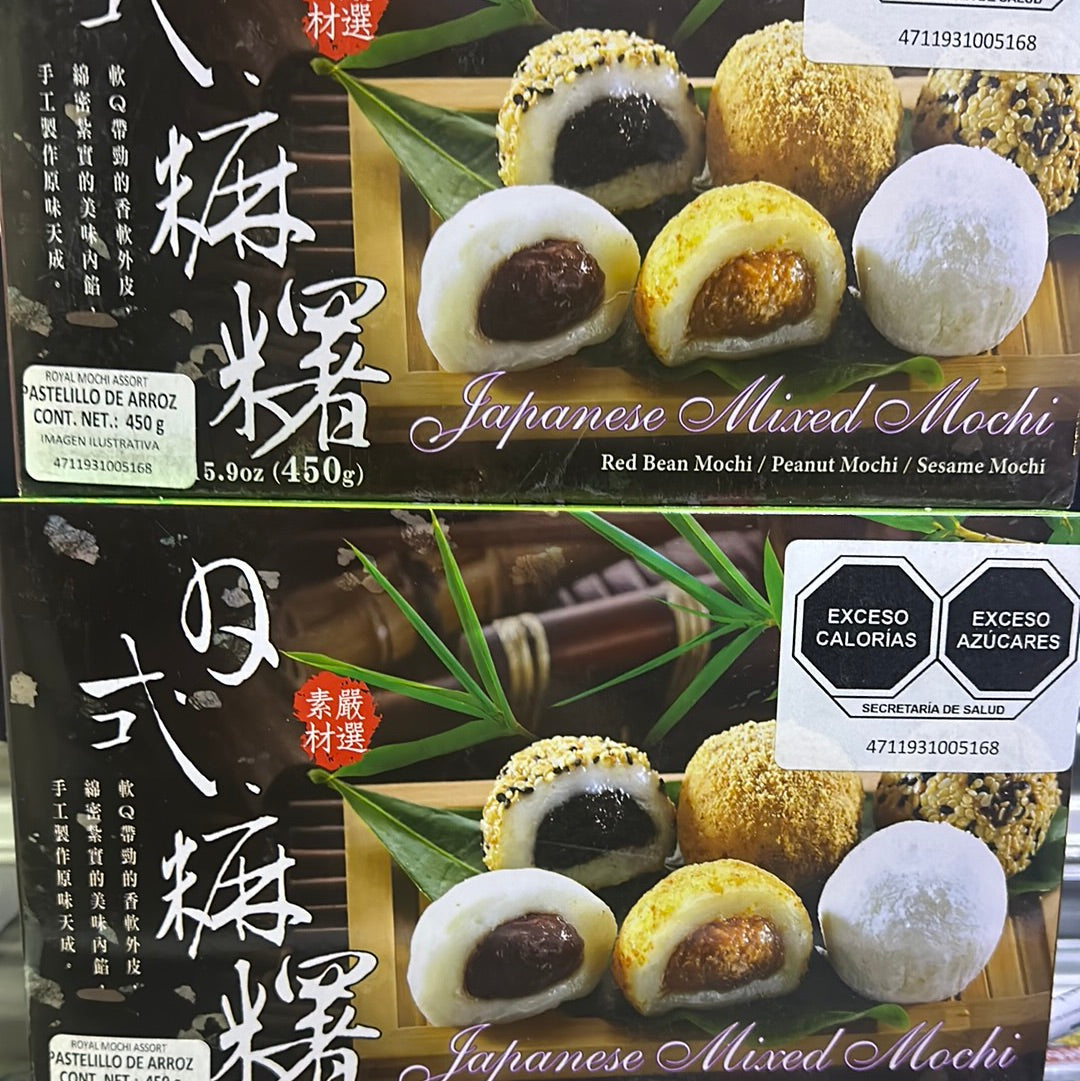 材選
4711931005168
式
䊳糬
軟Q帶勁的香軟外皮
綿密紮實的美味內餡
手工製作原味天成。
ROYAL MOCHI ASSORT
PASTELILLO DE ARROZ
CONT. NET.: 450 g
IMAGEN ILUSTRATIVA
4711931005168
5.9oz (450g)
Japanese Mixed Mochi
Red Bean Mochi / Peanut Mochi / Sesame Mochi
日式
䊳糬
嚴選
素材
軟Q帶勁的香軟外皮
綿密紮實的美味內餡
手工製作原味天成。
EXCESO CALORÍAS
EXCESO AZÚCARES
SECRETARÍA DE SALUD
4711931005168
ROYAL MOCHI ASSORT
PASTELILLO DE ARROZ
CONT. NET.: 450 g
Japanese Mixed Mochi